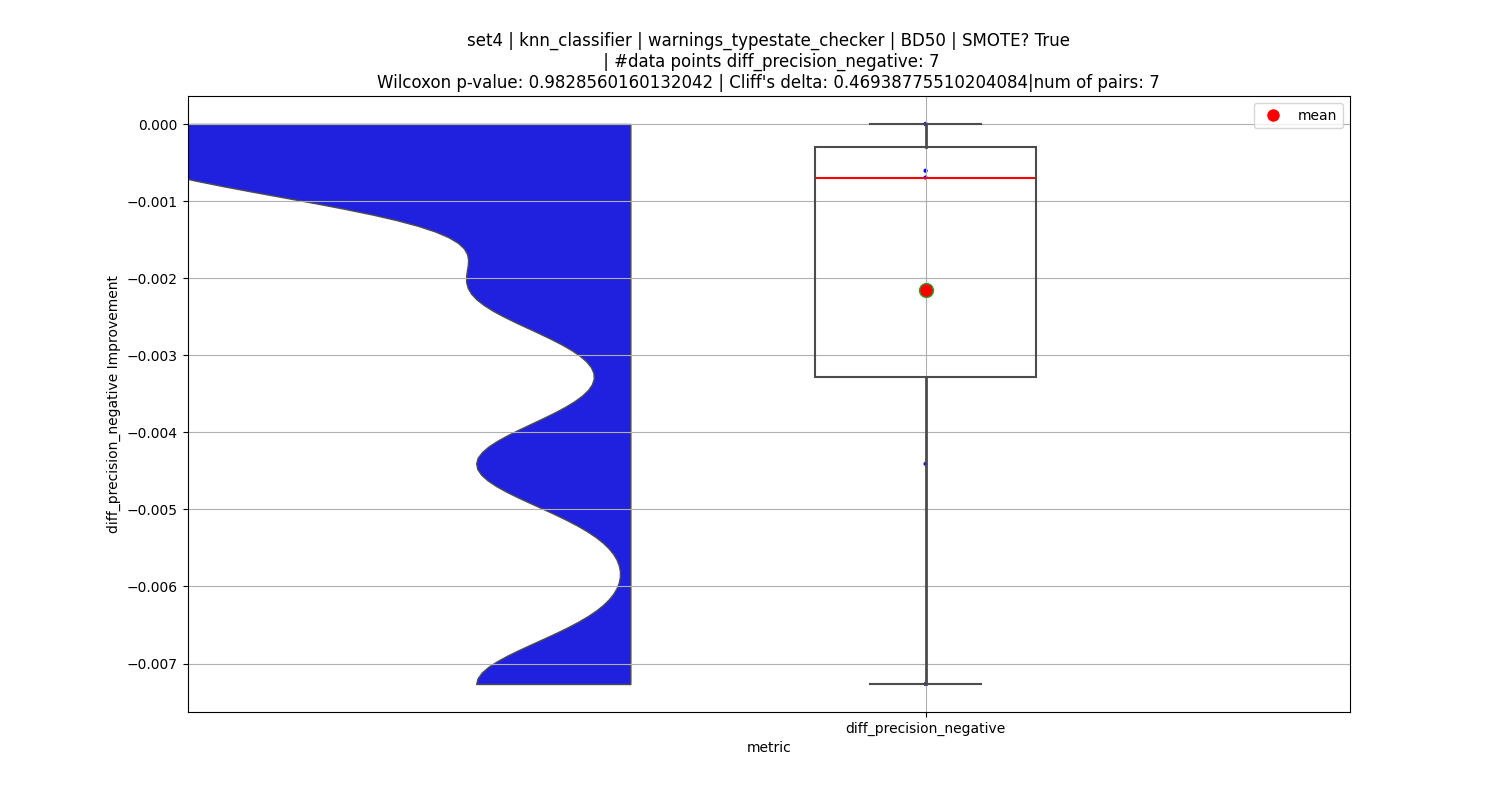 set4 | knn_classifier | warnings_typestate_checker | BD50 | SMOTE? True
| #data points diff_precision_negative: 7
Wilcoxon p-value: 0.9828560160132042 | Cliff's delta: 0.46938775510204084|num of pairs: 7
mean
0.000
−0.001
−0.002
−0.003
−0.004
−0.005
−0.006
−0.007
diff_precision_negative Improvement
diff_precision_negative
metric